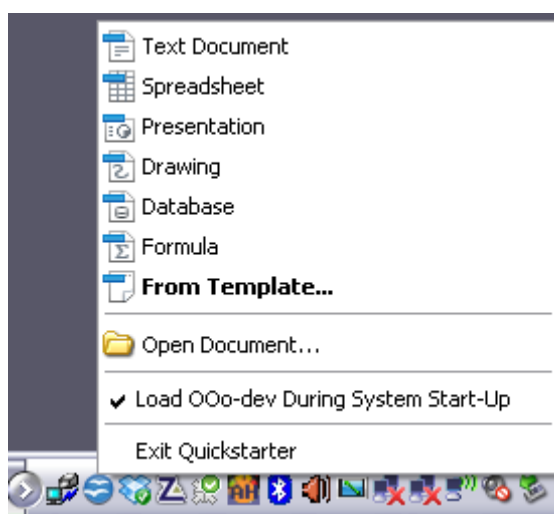 Text Document
Spreadsheet
Presentation
Drawing
Database
Formula
From Template...
Open Document...
Load OOo-dev During System Start-Up
Exit Quickstarter
Z
AH